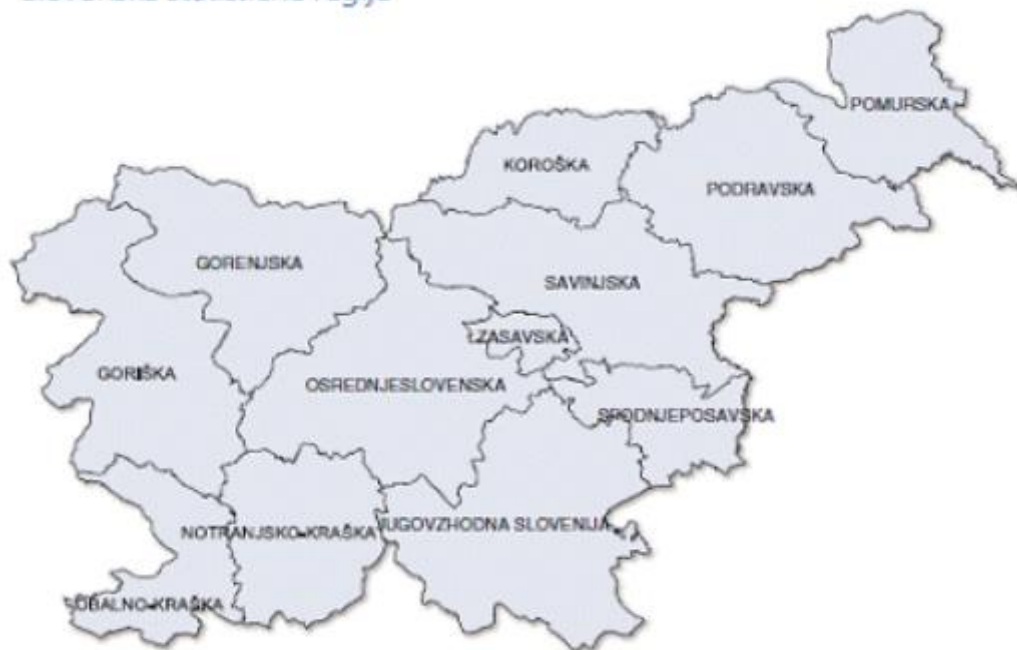 POMURSKA
KOROŠKA
PODRAVSKA
GORENJSKA
SAVINJSKA
ZASAVSKA
GORIŠKA
OSREDNJESLOVENSKA
SPODNJEPOSAVSKA
NOTRANJSKO-KRAŠKA
JUGOVZHODNA SLOVENIJA
OBALNO-KRAŠKA